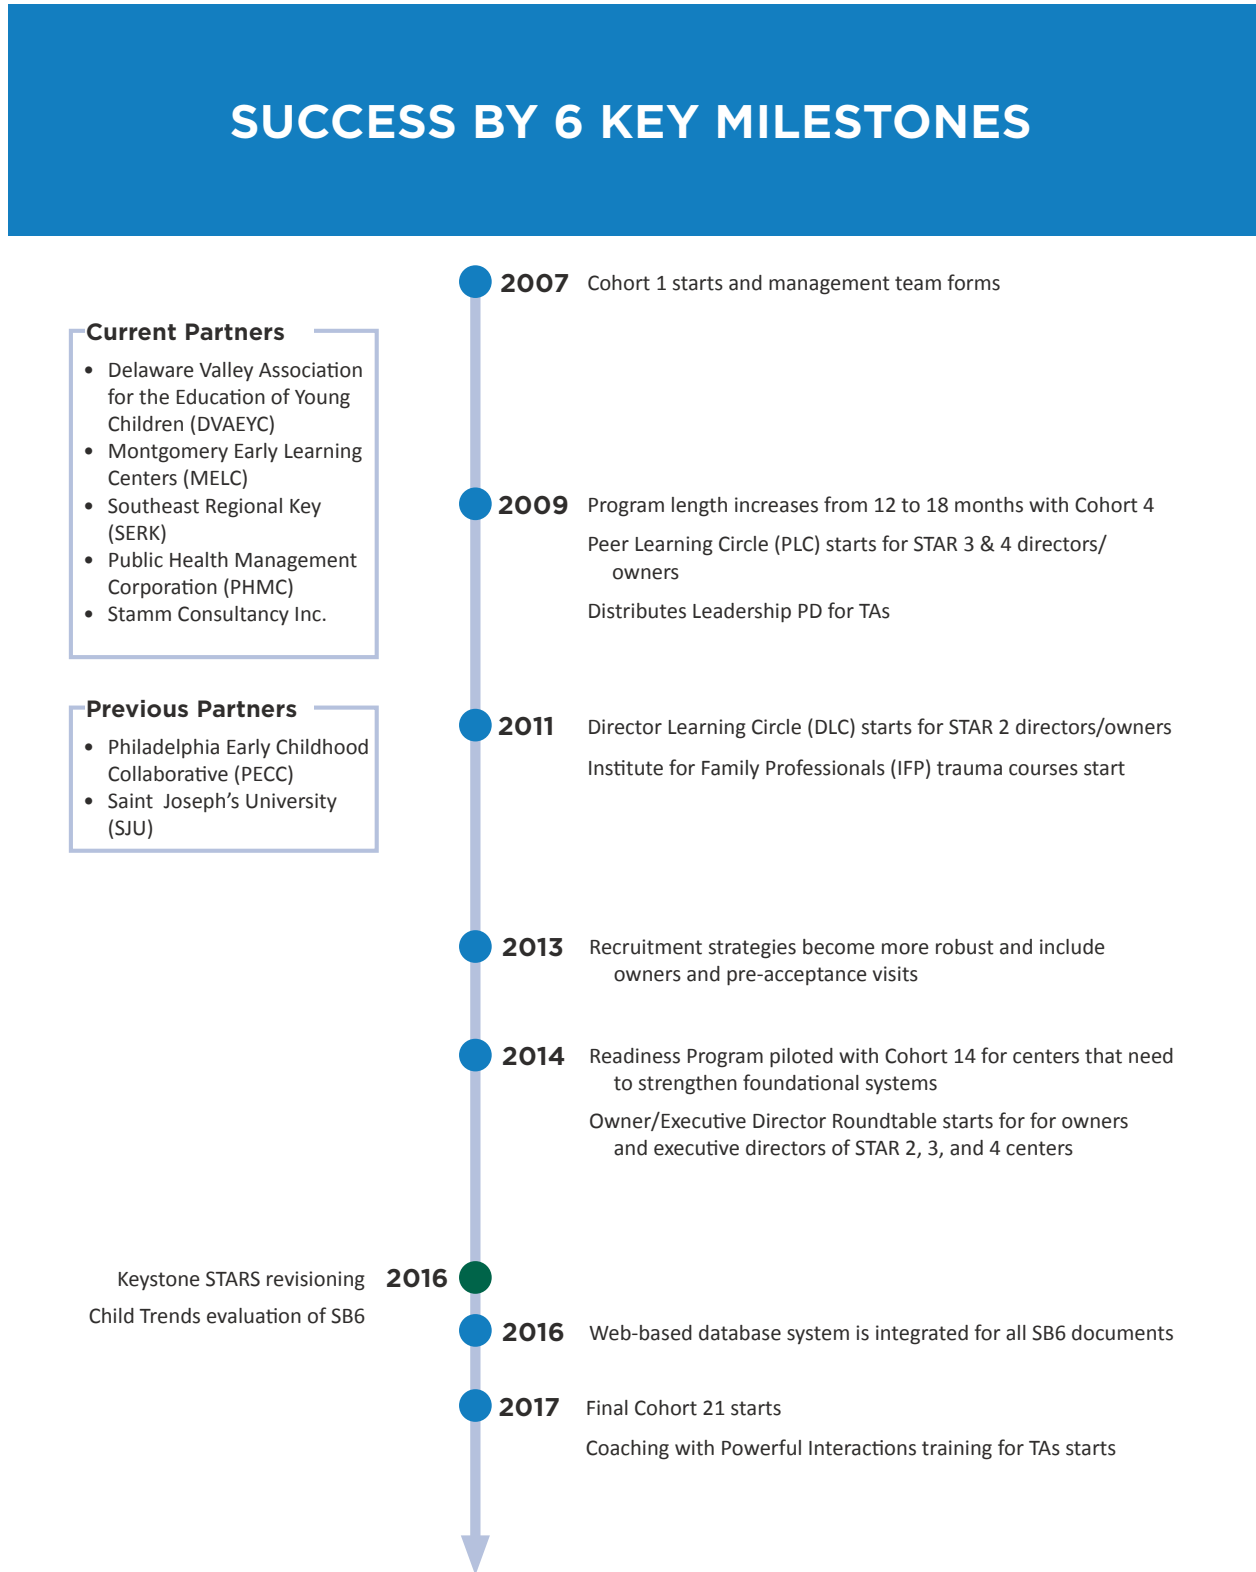 SUCCESS BY 6 KEY MILESTONES
2007 Cohort 1 starts and management team forms
Current Partners
• Delaware Valley Association
for the Education of Young
Children (DVAEYC)
• Montgomery Early Learning
Centers (MELC)
• Southeast Regional Key
(SERK)
• Public Health Management
Corporation (PHMC)
• Stamm Consultancy Inc.
Previous Partners
• Philadelphia Early Childhood
Collaborative (PECC)
• Saint Joseph's University
(SJU)
2009 Program length increases from 12 to 18 months with Cohort 4
Peer Learning Circle (PLC) starts for STAR 3 & 4 directors/
owners
Distributes Leadership PD for TAs
2011 Director Learning Circle (DLC) starts for STAR 2 directors/owners
Institute for Family Professionals (IFP) trauma courses start
2013 Recruitment strategies become more robust and include
owners and pre-acceptance visits
2014 Readiness Program piloted with Cohort 14 for centers that need
to strengthen foundational systems
Owner/Executive Director Roundtable starts for for owners
and executive directors of STAR 2, 3, and 4 centers
Keystone STARS revisioning 2016
Child Trends evaluation of SB6
2016 Web-based database system is integrated for all SB6 documents
2017 Final Cohort 21 starts
Coaching with Powerful Interactions training for TAs starts